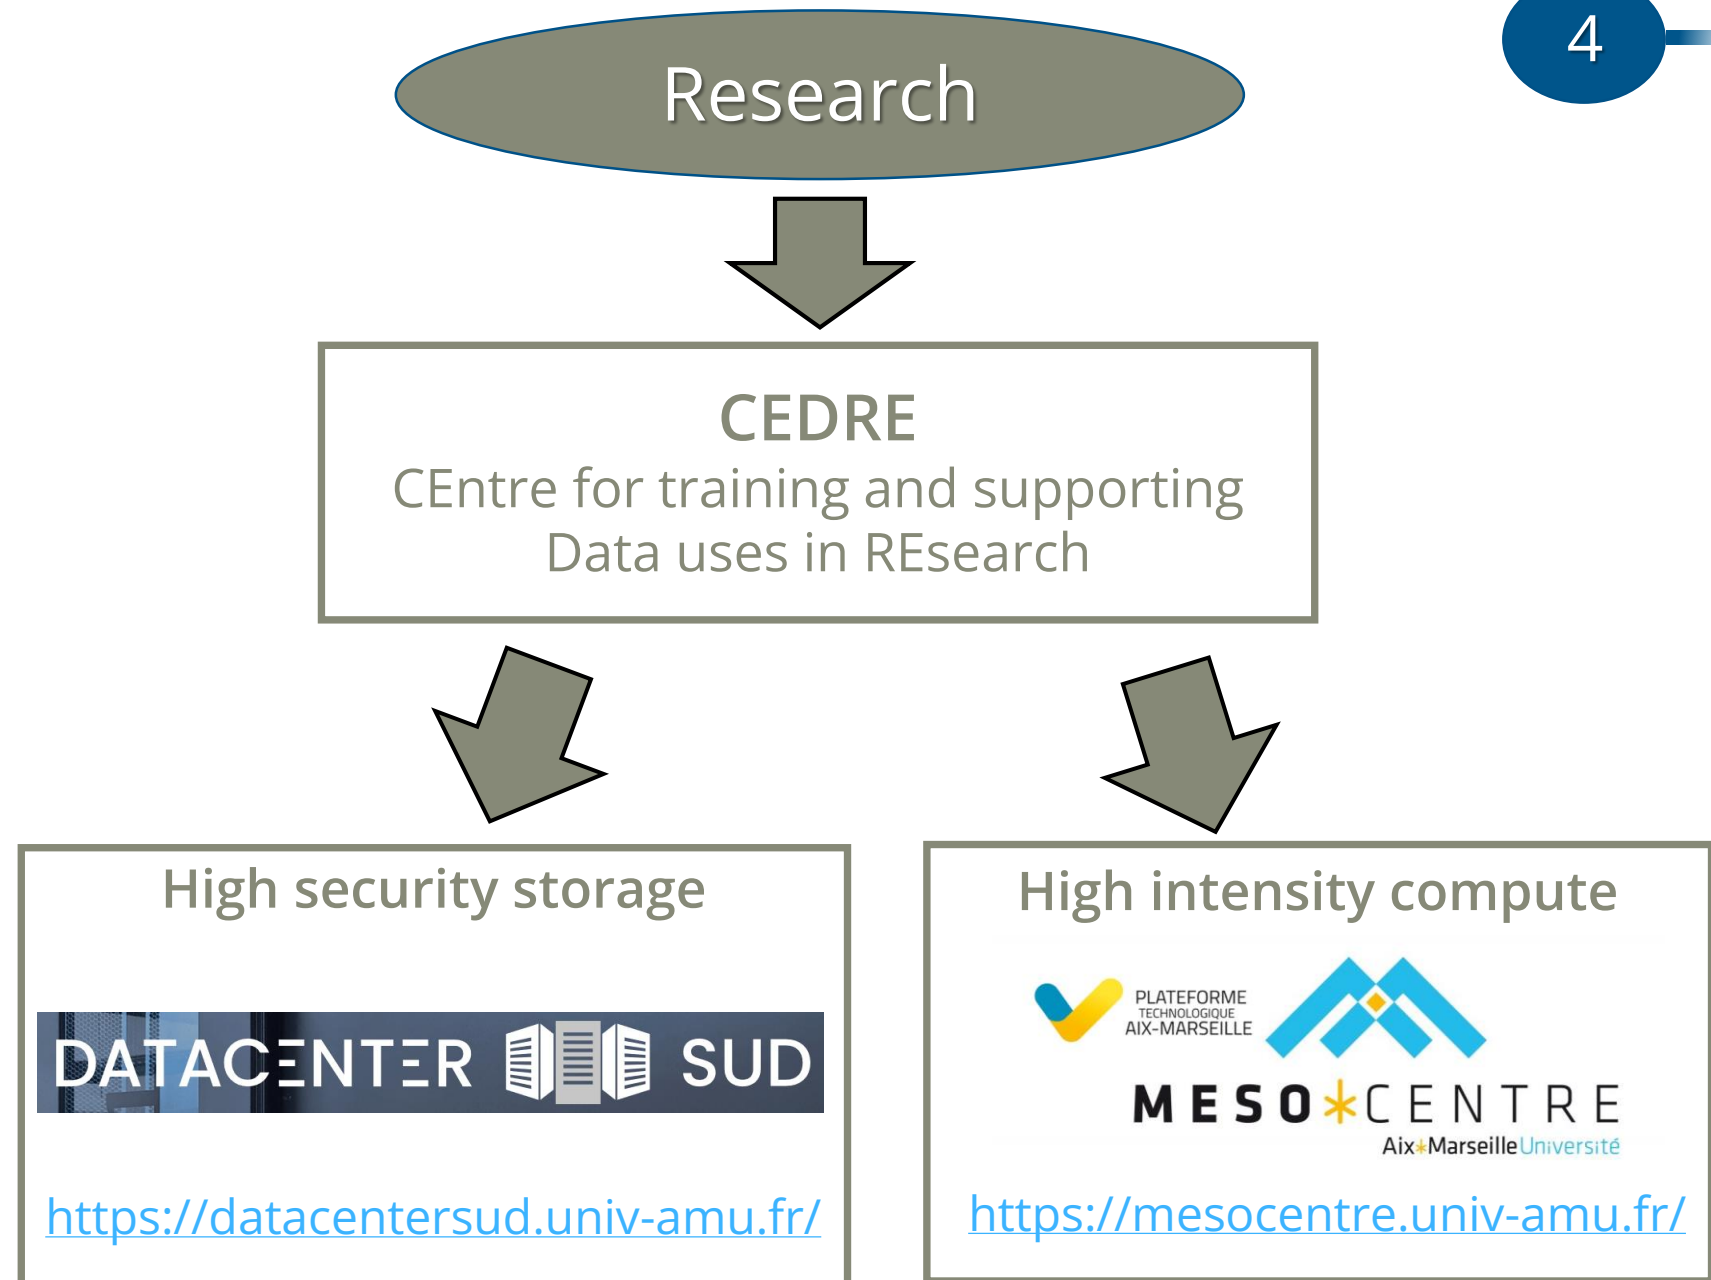 4
Research
CEDRE
CEntre for training and supporting
Data uses in REsearch
High security storage
DATACENTER SUD
https://datacentersud.univ-amu.fr/
High intensity compute
PLATEFORME
TECHNOLOGIQUE
AIX-MARSEILLE
MESO*CENTRE
Aix*Marseille Université
https://mesocentre.univ-amu.fr/